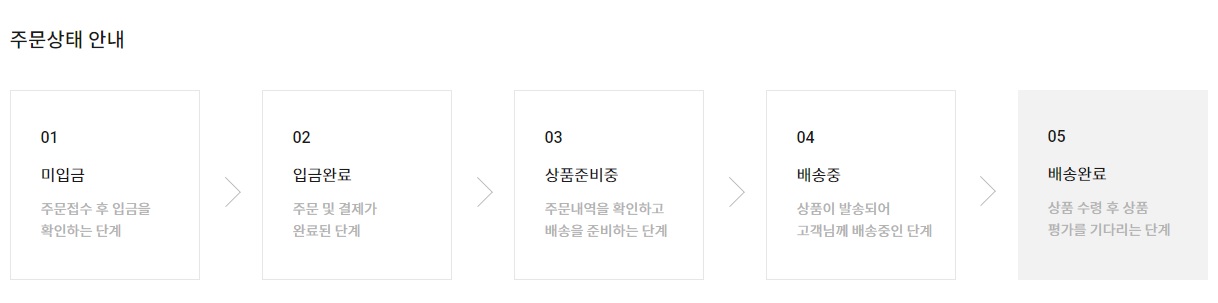 주문상태 안내
01
미입금
주문접수 후 입금을
확인하는 단계
02
입금완료
주문 및 결제가
완료된 단계
03
상품준비중
주문내역을 확인하고
배송을 준비하는 단계
04
배송중
상품이 발송되어
고객님께 배송중인 단계
05
배송완료
상품 수령 후 상품
평가를 기다리는 단계